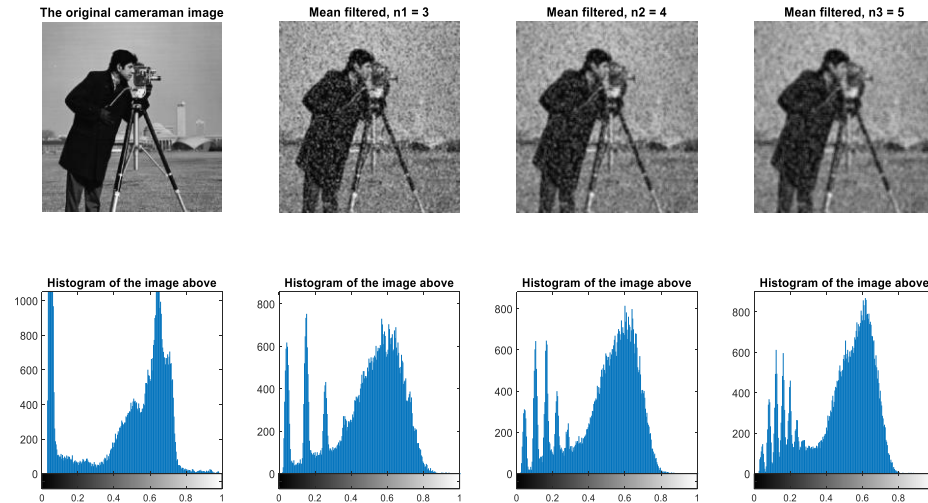 The original cameraman image
Mean filtered, n1 = 3
Mean filtered, n2 = 4
Mean filtered, n3 = 5
Histogram of the image above
1000
800
600
400
200
0
0 0.2 0.4 0.6 0.8 1
Histogram of the image above
800
600
400
200
0
0 0.2 0.4 0.6 0.8 1
Histogram of the image above
800
600
400
200
0
0 0.2 0.4 0.6 0.8 1
Histogram of the image above
800
600
400
200
0
0 0.2 0.4 0.6 0.8